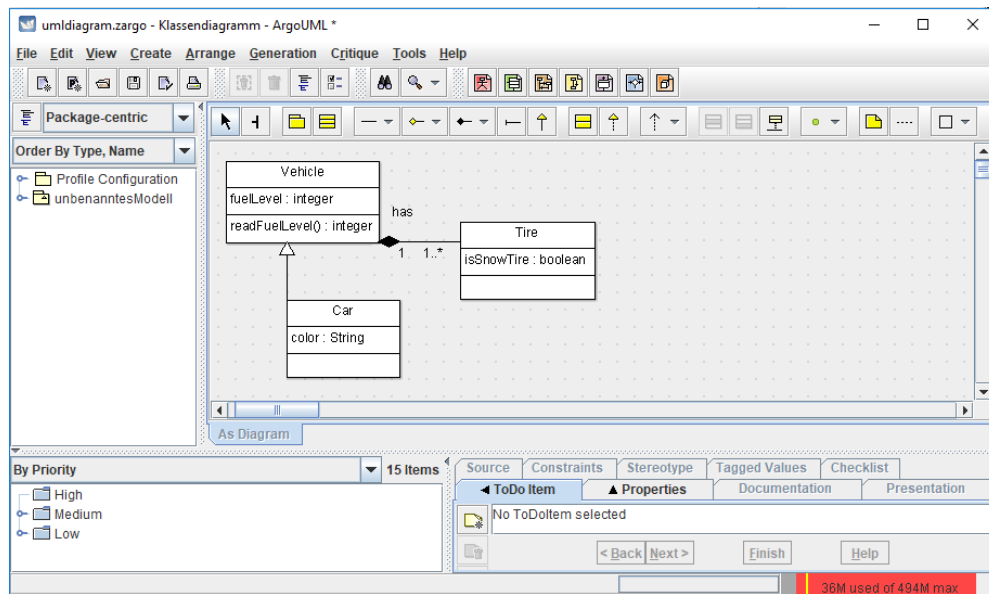 umldiagram.zargo - Klassendiagramm - ArgoUML *
File Edit View Create Arrange Generation Critique Tools Help
Package-centric
Order By Type, Name
Profile Configuration
unbenanntesModell
Vehicle
fuelLevel : integer
readFuelLevel() : integer
has
1 1..*
Tire
isSnowTire : boolean
Car
color : String
As Diagram
By Priority 15 Items
High
Medium
Low
Source Constraints Stereotype Tagged Values Checklist
ToDo Item Properties Documentation Presentation
No ToDoItem selected
< Back Next > Finish Help
36M used of 494M max